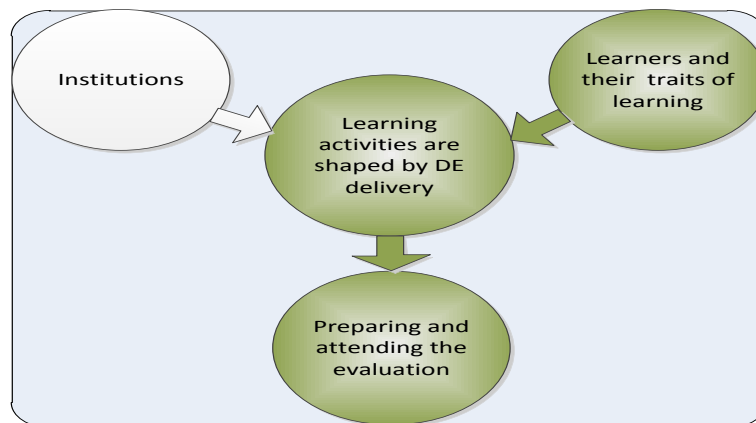 Institutions
Learners and
their traits of
learning
Learning
activities are
shaped by DE
delivery
Preparing and
attending the
evaluation